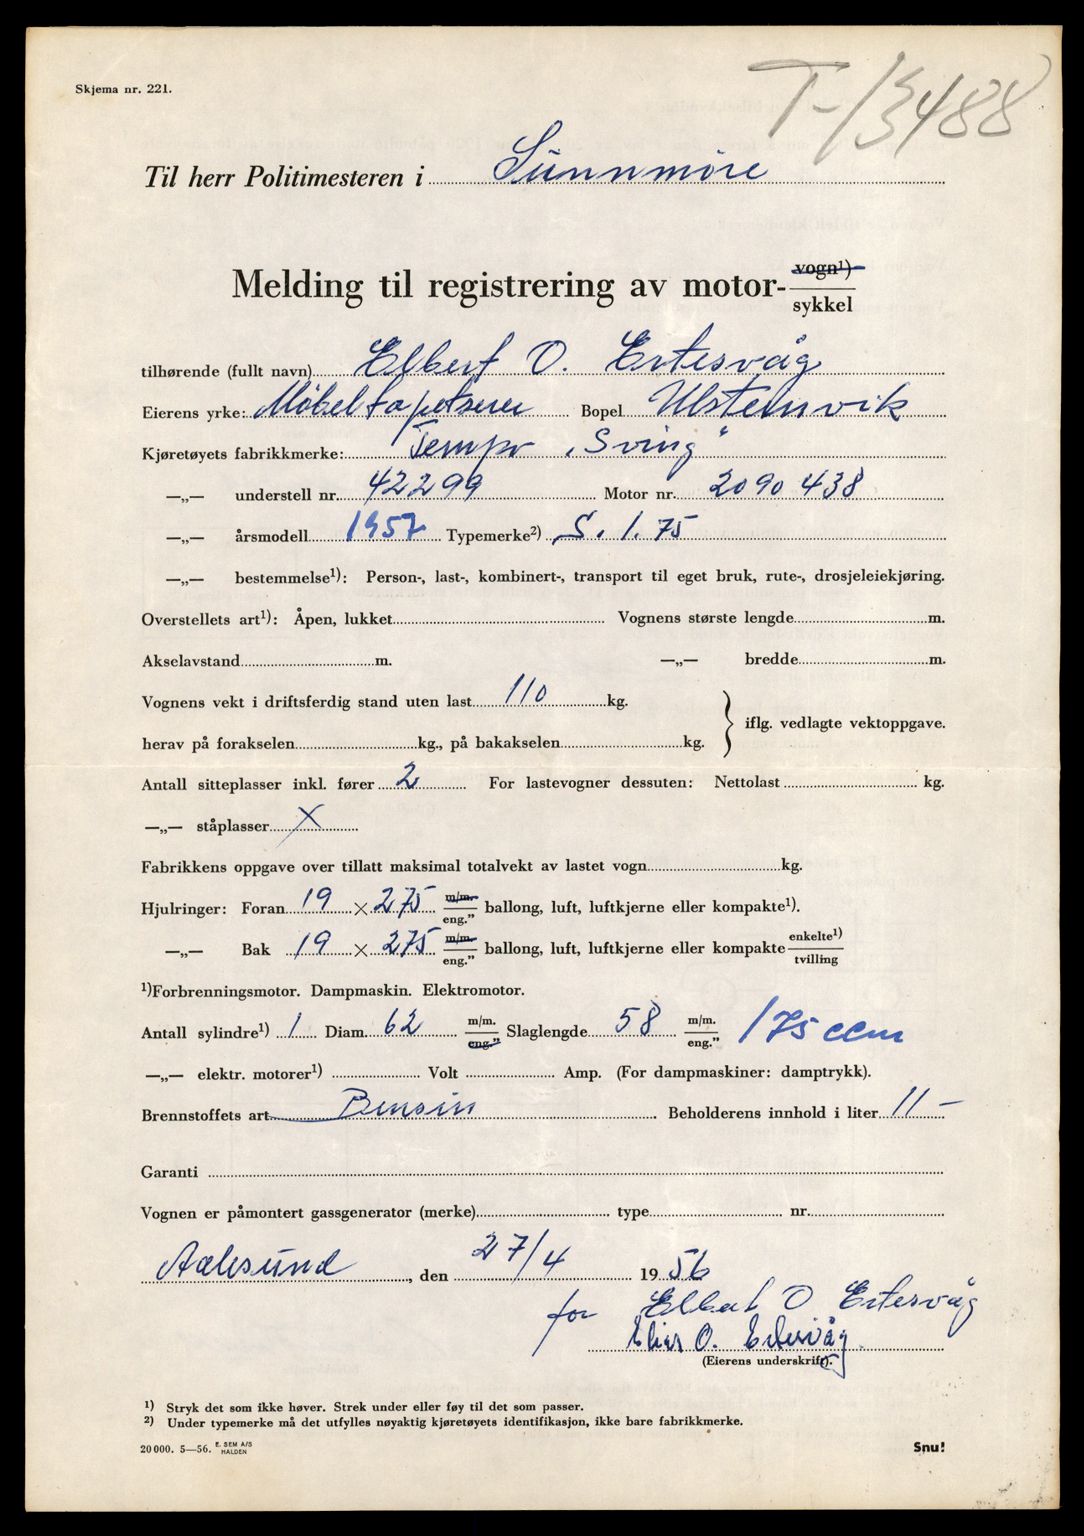 Skjema nr. 221.
T-13488
Til herr Politimesteren i Sunnmøre
Melding til registrering av motor- vogn¹)
sykkel
tilhørende (fullt navn) Elbert O. Ertesvåg
Eierens yrke: Møbeltapetserer Bopel Ulsteinvik
Kjøretøyets fabrikkmerke: Tempo „Sving"
—„— understell nr. 42299 Motor nr. 2090438
—„— årsmodell 1957 Typemerke²) S. 1. 75
—„— bestemmelse¹): Person-, last-, kombinert-, transport til eget bruk, rute-, drosjeleiekjøring.
Overstellets art¹): Åpen, lukket Vognens største lengde m.
Akselavstand m. —„— bredde m.
Vognens vekt i driftsferdig stand uten last 110 kg.
iflg. vedlagte vektoppgave.
herav på forakselen kg., på bakakselen kg.
Antall sitteplasser inkl. fører 2 For lastevogner dessuten: Nettolast kg.
—„— ståplasser X
Fabrikkens oppgave over tillatt maksimal totalvekt av lastet vogn kg.
Hjulringer: Foran 19 × 275 m/m. eng." ballong, luft, luftkjerne eller kompakte¹).
—„— Bak 19 × 275 m/m. eng." ballong, luft, luftkjerne eller kompakte enkelte¹) tvilling
¹)Forbrenningsmotor. Dampmaskin. Elektromotor.
Antall sylindre¹) 1 Diam. 62 m/m. eng." Slaglengde 58 m/m. eng." 175 ccm
—„— elektr. motorer¹) Volt Amp. (For dampmaskiner: damptrykk).
Brennstoffets art Bensin Beholderens innhold i liter 11 –
Garanti
Vognen er påmontert gassgenerator (merke) type nr.
Aalesund, den 27/4 1956
for Elbert O Ertesvåg
Elias O. Ertesvåg.
(Eierens underskrift).
¹) Stryk det som ikke høver. Strek under eller føy til det som passer.
²) Under typemerke må det utfylles nøyaktig kjøretøyets identifikasjon, ikke bare fabrikkmerke.
20 000. 5—56. E. SEM A/S HALDEN
Snu!